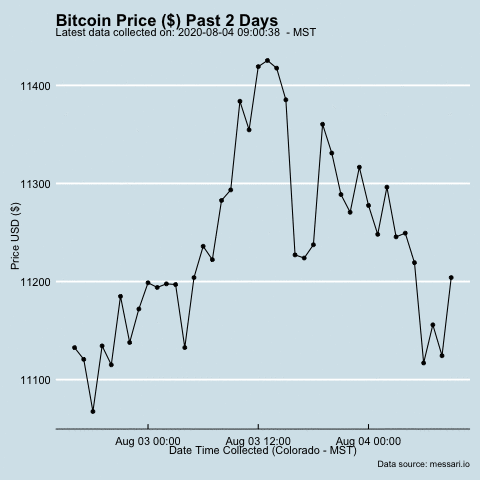 Bitcoin Price ($) Past 2 Days
Latest data collected on: 2020-08-04 09:00:38  - MST
11400
11300
11200
11100
Price USD ($)
Aug 03 00:00 Aug 03 12:00 Aug 04 00:00
Date Time Collected (Colorado - MST)
Data source: messari.io